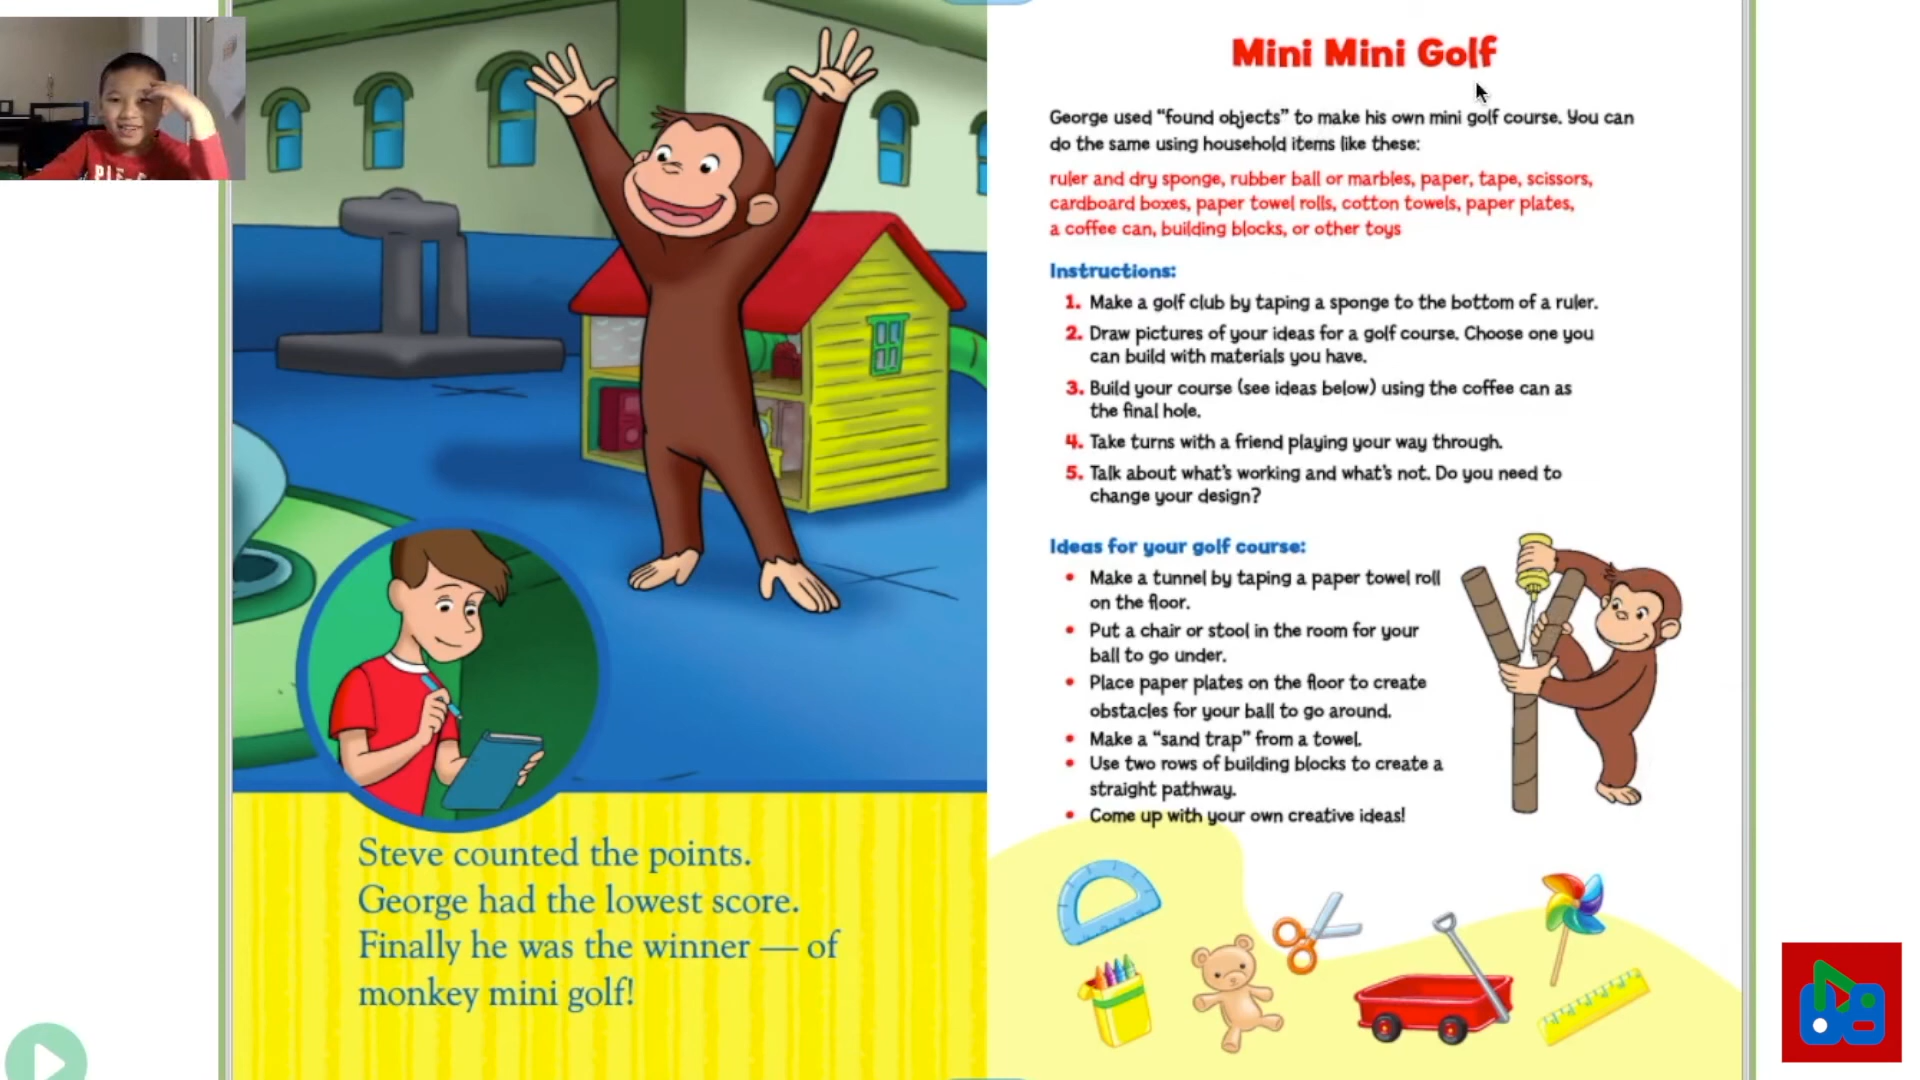 Steve counted the points.
George had the lowest score.
Finally he was the winner — of
monkey mini golf!
Mini Mini Golf
George used “found objects” to make his own mini golf course. You can
do the same using household items like these:
ruler and dry sponge, rubber ball or marbles, paper, tape, scissors,
cardboard boxes, paper towel rolls, cotton towels, paper plates,
a coffee can, building blocks, or other toys
Instructions:
1. Make a golf club by taping a sponge to the bottom of a ruler.
2. Draw pictures of your ideas for a golf course. Choose one you
can build with materials you have.
3. Build your course (see ideas below) using the coffee can as
the final hole.
4. Take turns with a friend playing your way through.
5. Talk about what’s working and what’s not. Do you need to
change your design?
Ideas for your golf course:
• Make a tunnel by taping a paper towel roll
on the floor.
• Put a chair or stool in the room for your
ball to go under.
• Place paper plates on the floor to create
obstacles for your ball to go around.
• Make a “sand trap” from a towel.
• Use two rows of building blocks to create a
straight pathway.
• Come up with your own creative ideas!